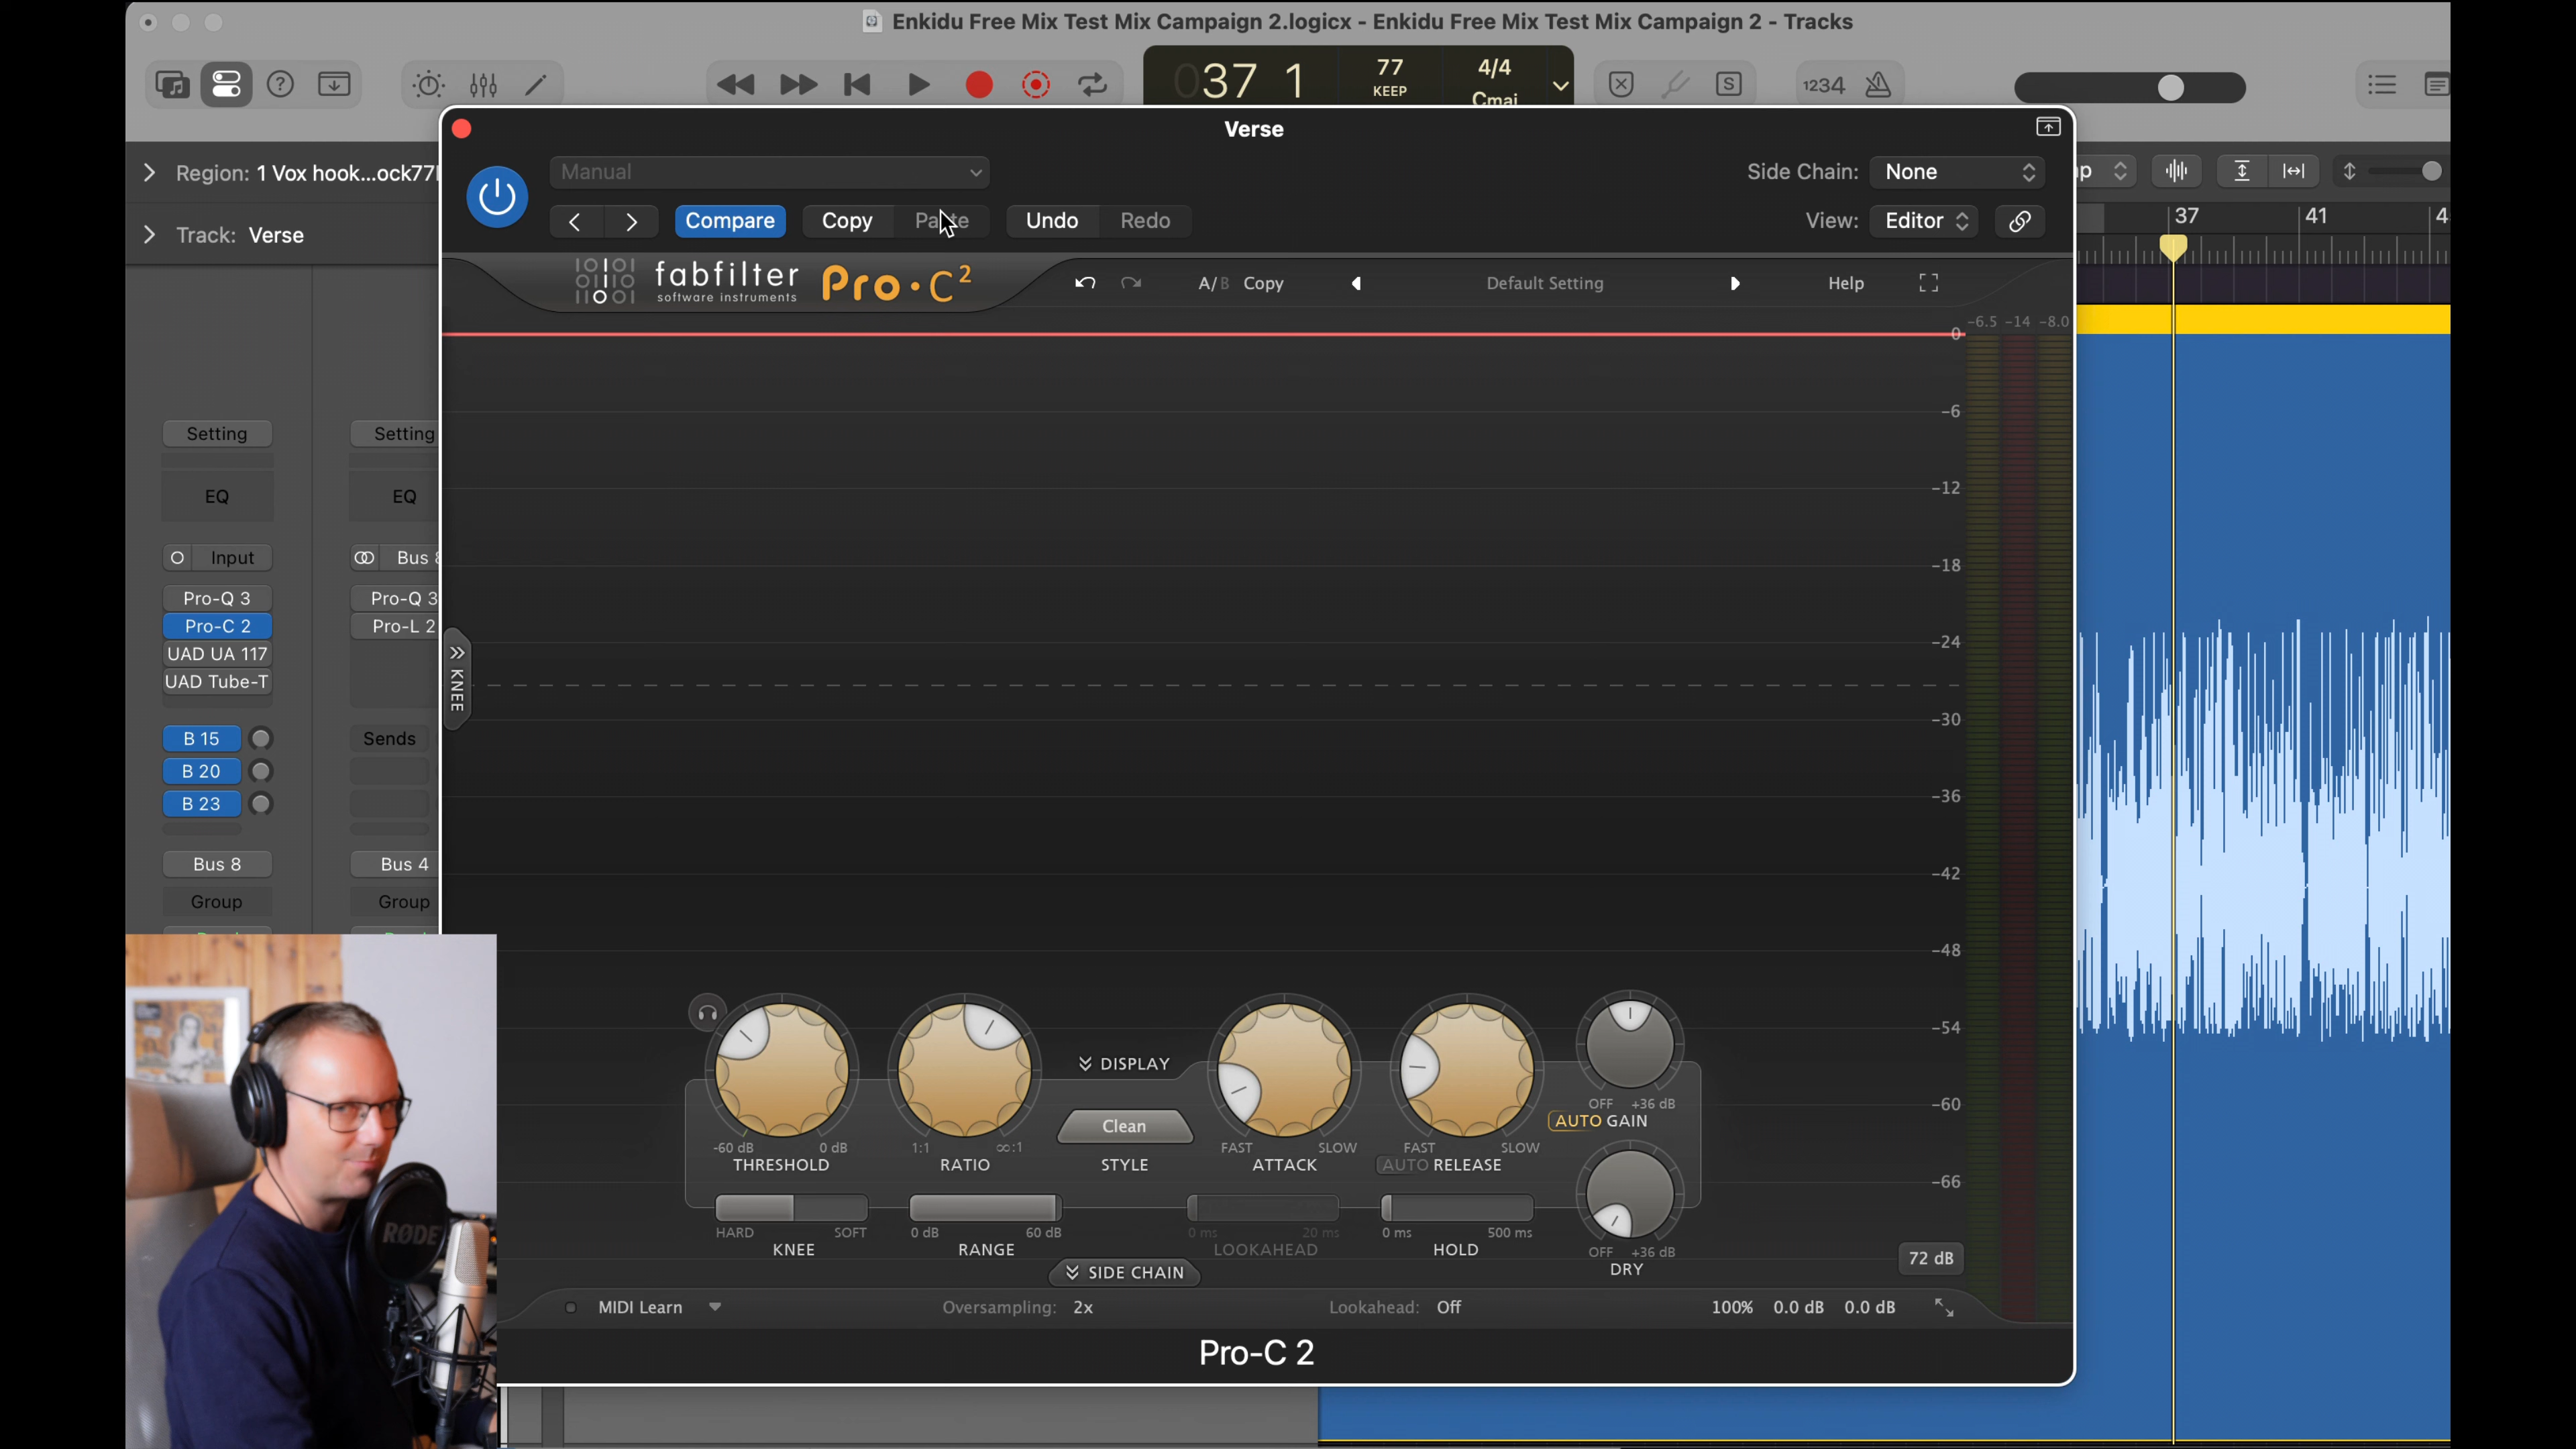 Enkidu Free Mix Test Mix Campaign 2.logicx - Enkidu Free Mix Test Mix Campaign 2 - Tracks
037 1
77
KEEP
4/4
Cmaj
1234
S
Verse
Region: 1 Vox hook...ock77
Track: Verse
Manual
Side Chain: None
Compare
Copy
Paste
Undo
Redo
View: Editor
37
41
4
fabfilter
software instruments
Pro·C²
A/B Copy
Default Setting
Help
-6.5 -14 -8.0
0
-6
-12
-18
-24
-30
-36
-42
-48
-54
-60
-66
72 dB
KNEE
Setting
Setting
EQ
EQ
Input
Bus 8
Pro-Q 3
Pro-Q 3
Pro-C 2
Pro-L 2
UAD UA 117
UAD Tube-T
B 15
Sends
B 20
B 23
Bus 8
Bus 4
Group
Group
-60 dB
0 dB
THRESHOLD
1:1
∞:1
RATIO
DISPLAY
Clean
STYLE
FAST
SLOW
ATTACK
FAST
SLOW
AUTO RELEASE
OFF
+36 dB
AUTO GAIN
HARD
SOFT
KNEE
0 dB
60 dB
RANGE
SIDE CHAIN
0 ms
20 ms
LOOKAHEAD
0 ms
500 ms
HOLD
OFF
+36 dB
DRY
MIDI Learn
Oversampling: 2x
Lookahead: Off
100%
0.0 dB
0.0 dB
Pro-C 2
RØDE